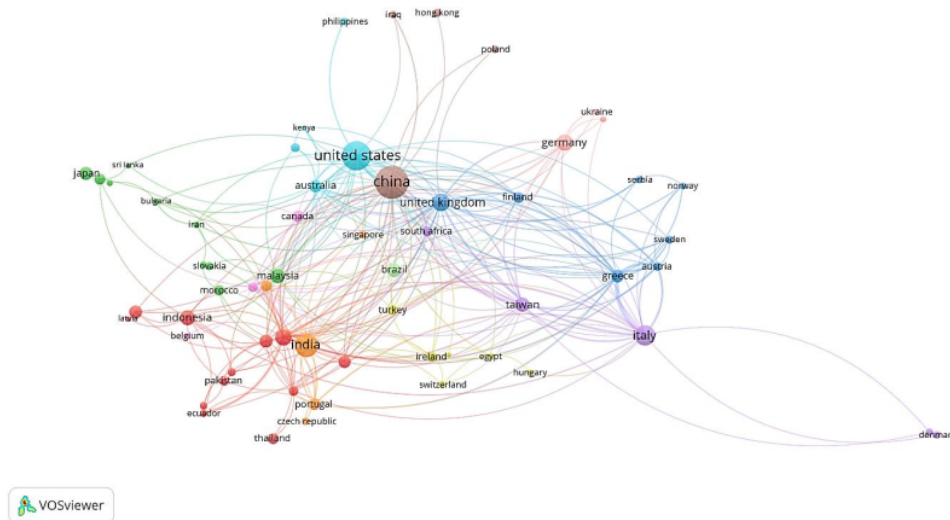 philippines
iraq
hong kong
poland
ukraine
germany
kenya
united states
china
sri lanka
japan
australia
bulgaria
united kingdom
finland
serbia
norway
canada
iran
singapore
south africa
sweden
slovakia
malaysia
brazil
greece
austria
morocco
indonesia
turkey
taiwan
latvia
belgium
india
italy
ireland
egypt
pakistan
switzerland
hungary
ecuador
portugal
czech republic
thailand
denmar
VOSviewer